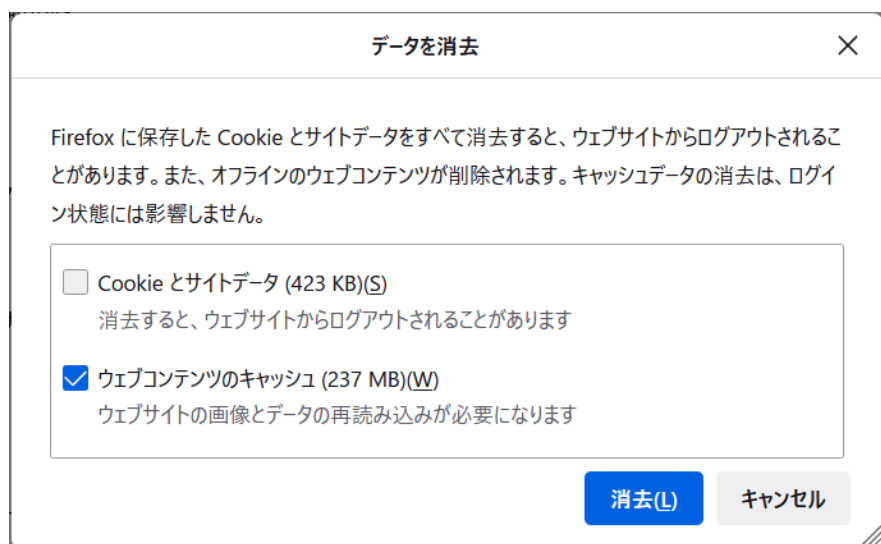 データを消去
Firefox に保存した Cookie とサイトデータをすべて消去すると、ウェブサイトからログアウトされるこ
とがあります。また、オフラインのウェブコンテンツが削除されます。キャッシュデータの消去は、ログイ
ン状態には影響しません。
Cookie とサイトデータ (423 KB)(S)
消去すると、ウェブサイトからログアウトされることがあります
ウェブコンテンツのキャッシュ (237 MB)(W)
ウェブサイトの画像とデータの再読み込みが必要になります
消去(L)
キャンセル